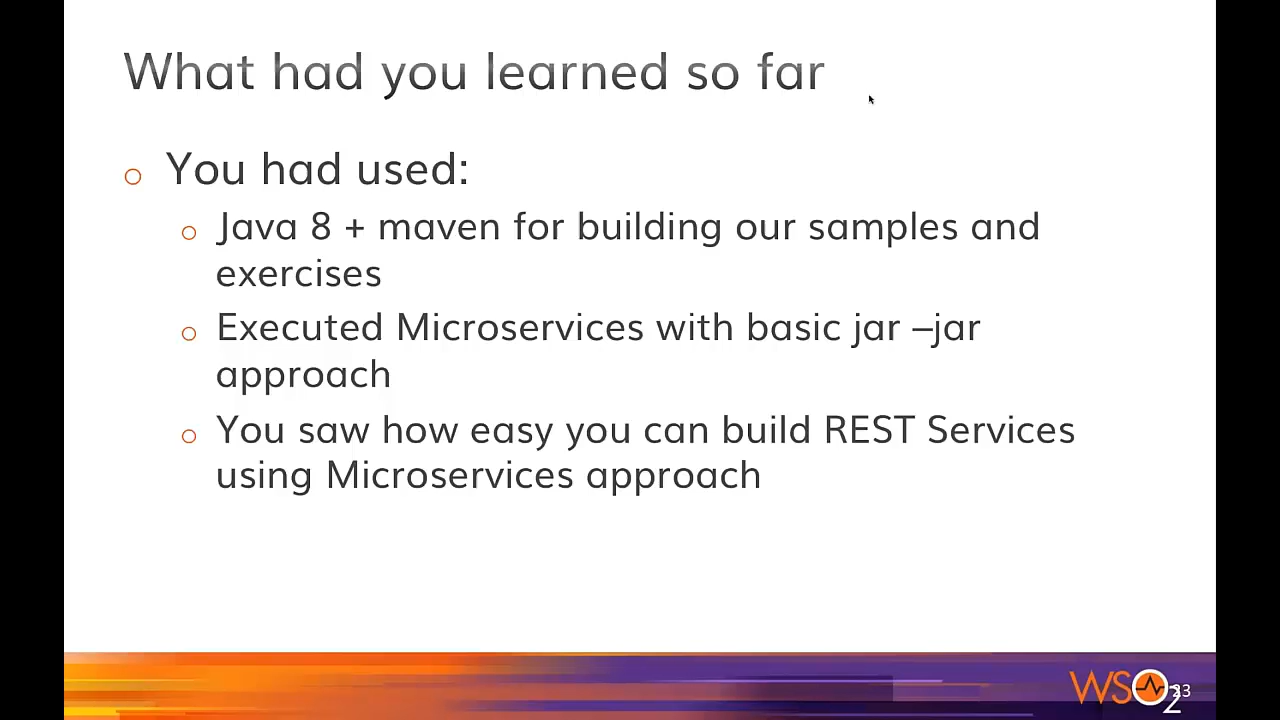 What had you learned so far
You had used:
Java 8 + maven for building our samples and
exercises
Executed Microservices with basic jar –jar
approach
You saw how easy you can build REST Services
using Microservices approach
WSO2
23